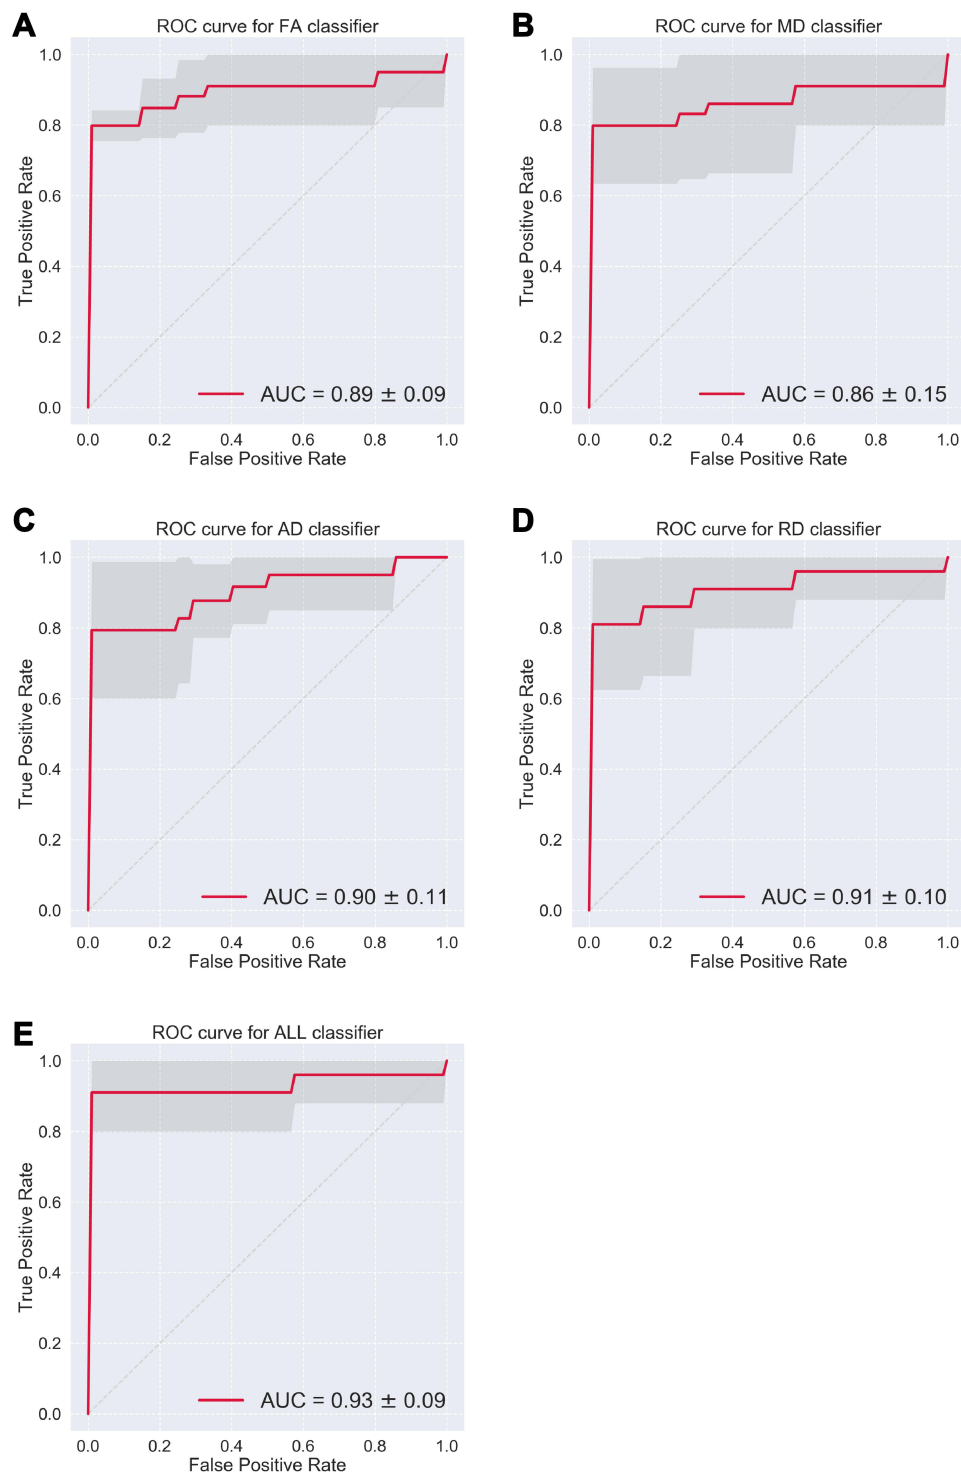 A
ROC curve for FA classifier
1.0
0.8
0.6
0.4
0.2
0.0
True Positive Rate
AUC = 0.89 ± 0.09
0.0 0.2 0.4 0.6 0.8 1.0
False Positive Rate
B
ROC curve for MD classifier
1.0
0.8
0.6
0.4
0.2
0.0
True Positive Rate
AUC = 0.86 ± 0.15
0.0 0.2 0.4 0.6 0.8 1.0
False Positive Rate
C
ROC curve for AD classifier
1.0
0.8
0.6
0.4
0.2
0.0
True Positive Rate
AUC = 0.90 ± 0.11
0.0 0.2 0.4 0.6 0.8 1.0
False Positive Rate
D
ROC curve for RD classifier
1.0
0.8
0.6
0.4
0.2
0.0
True Positive Rate
AUC = 0.91 ± 0.10
0.0 0.2 0.4 0.6 0.8 1.0
False Positive Rate
E
ROC curve for ALL classifier
1.0
0.8
0.6
0.4
0.2
0.0
True Positive Rate
AUC = 0.93 ± 0.09
0.0 0.2 0.4 0.6 0.8 1.0
False Positive Rate